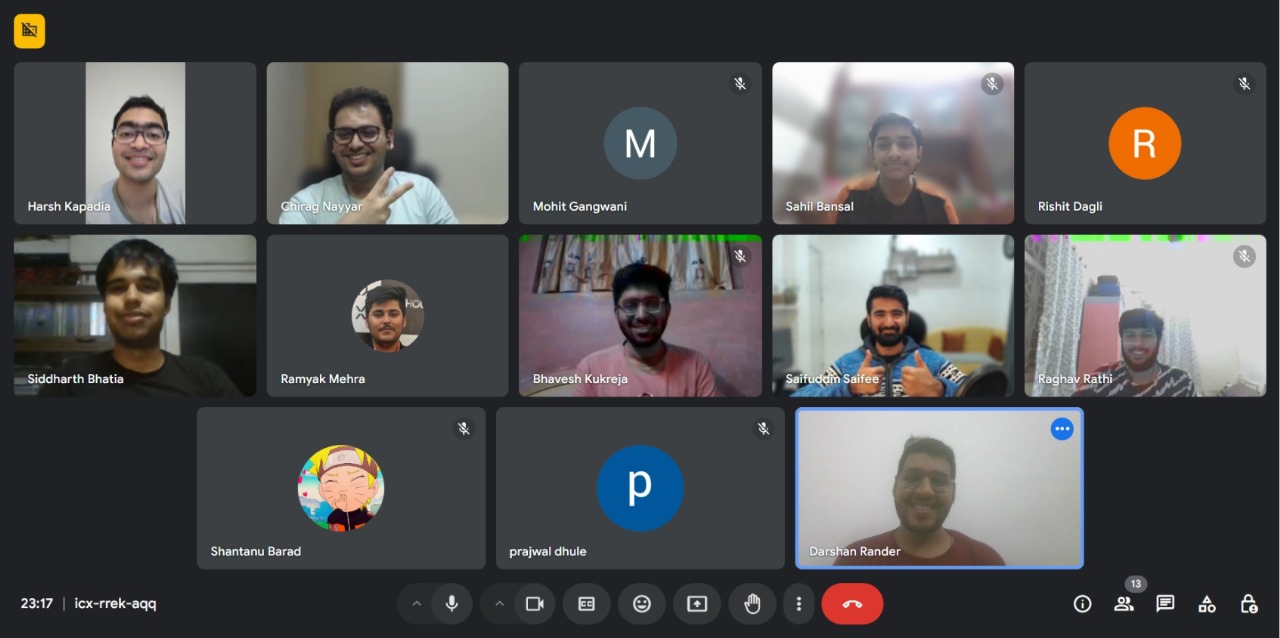 Harsh Kapadia
Chirag Nayyar
M
Mohit Gangwani
Sahil Bansal
R
Rishit Dagli
Siddharth Bhatia
Ramyak Mehra
Bhavesh Kukreja
Saifuddin Saifee
Raghav Rathi
Shantanu Barad
p
prajwal dhule
Darshan Rander
23:17 | icx-rrek-aqq
CC
13